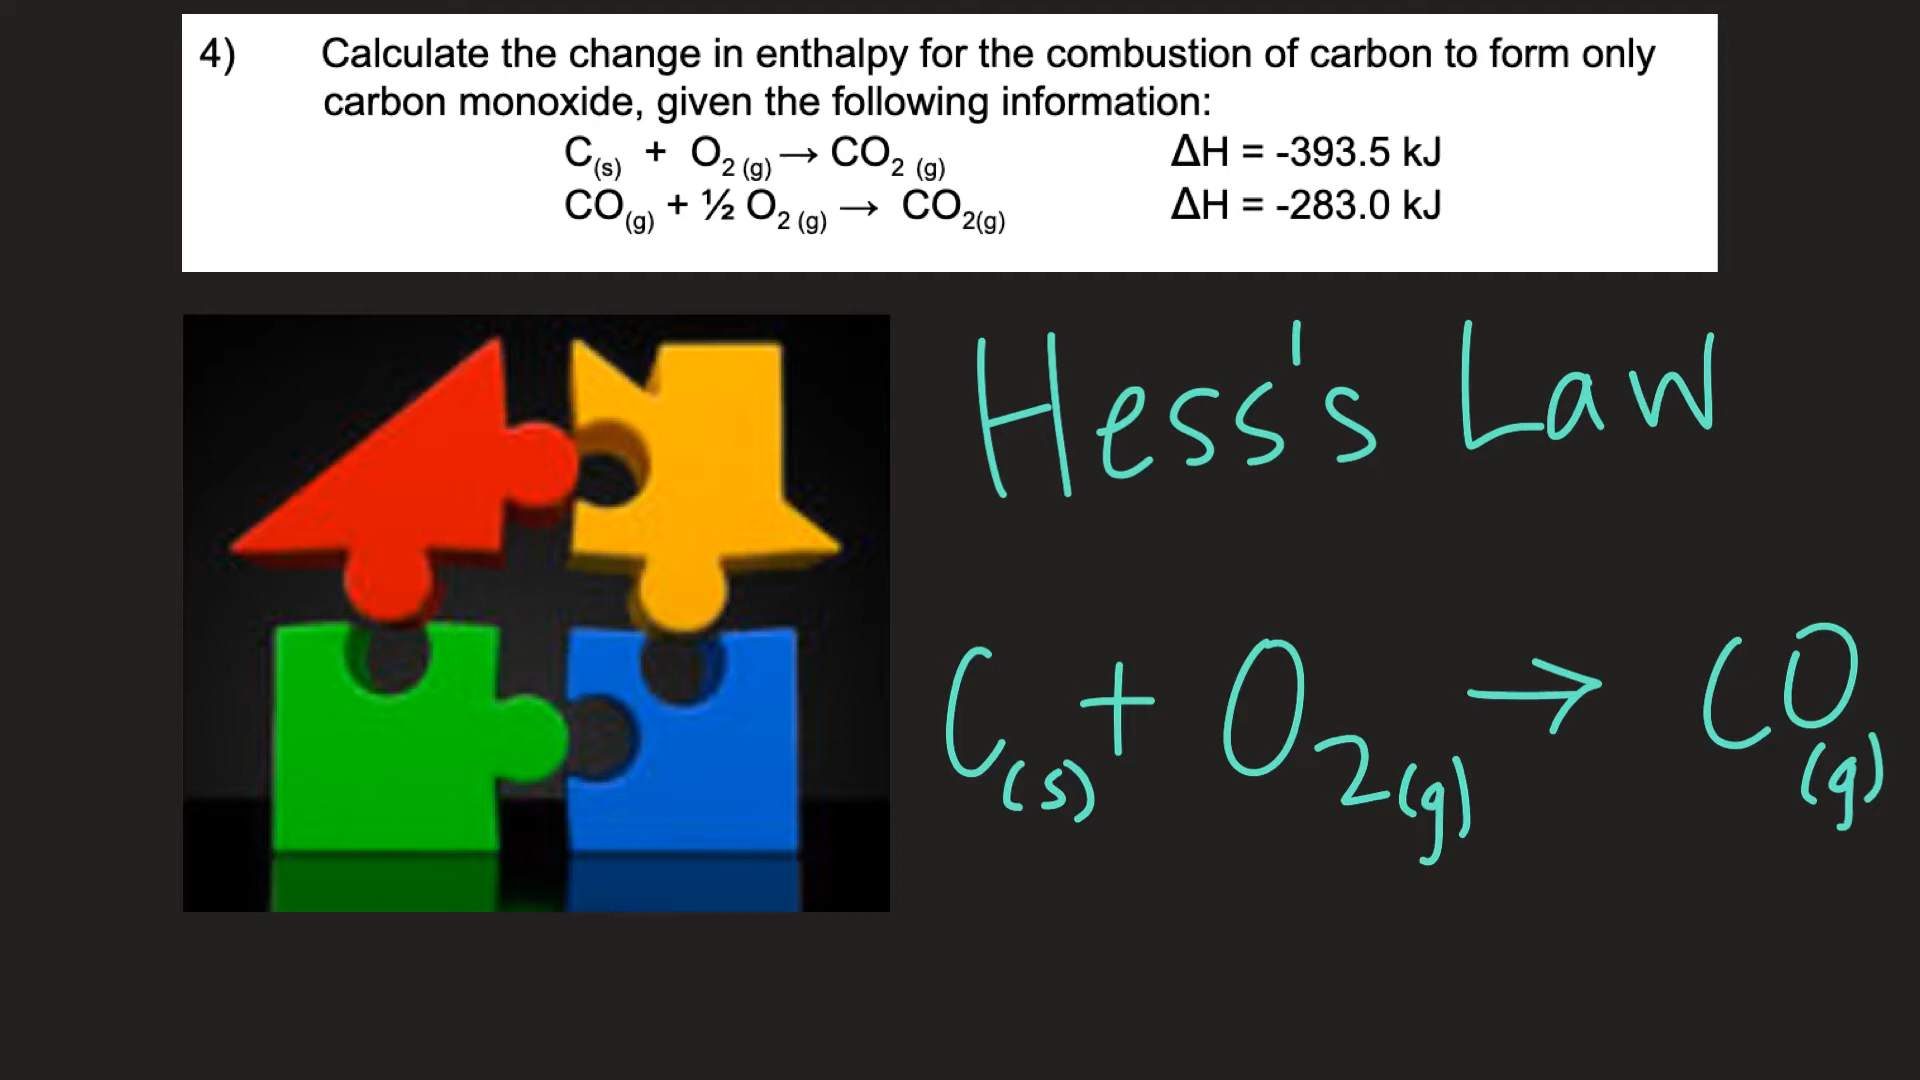 4) Calculate the change in enthalpy for the combustion of carbon to form only
carbon monoxide, given the following information:
C(s) + O2 (g) → CO2 (g) ΔH = -393.5 kJ
CO(g) + ½ O2 (g) → CO2(g) ΔH = -283.0 kJ
Hess's Law
C(s) + O2(g) → CO(g)